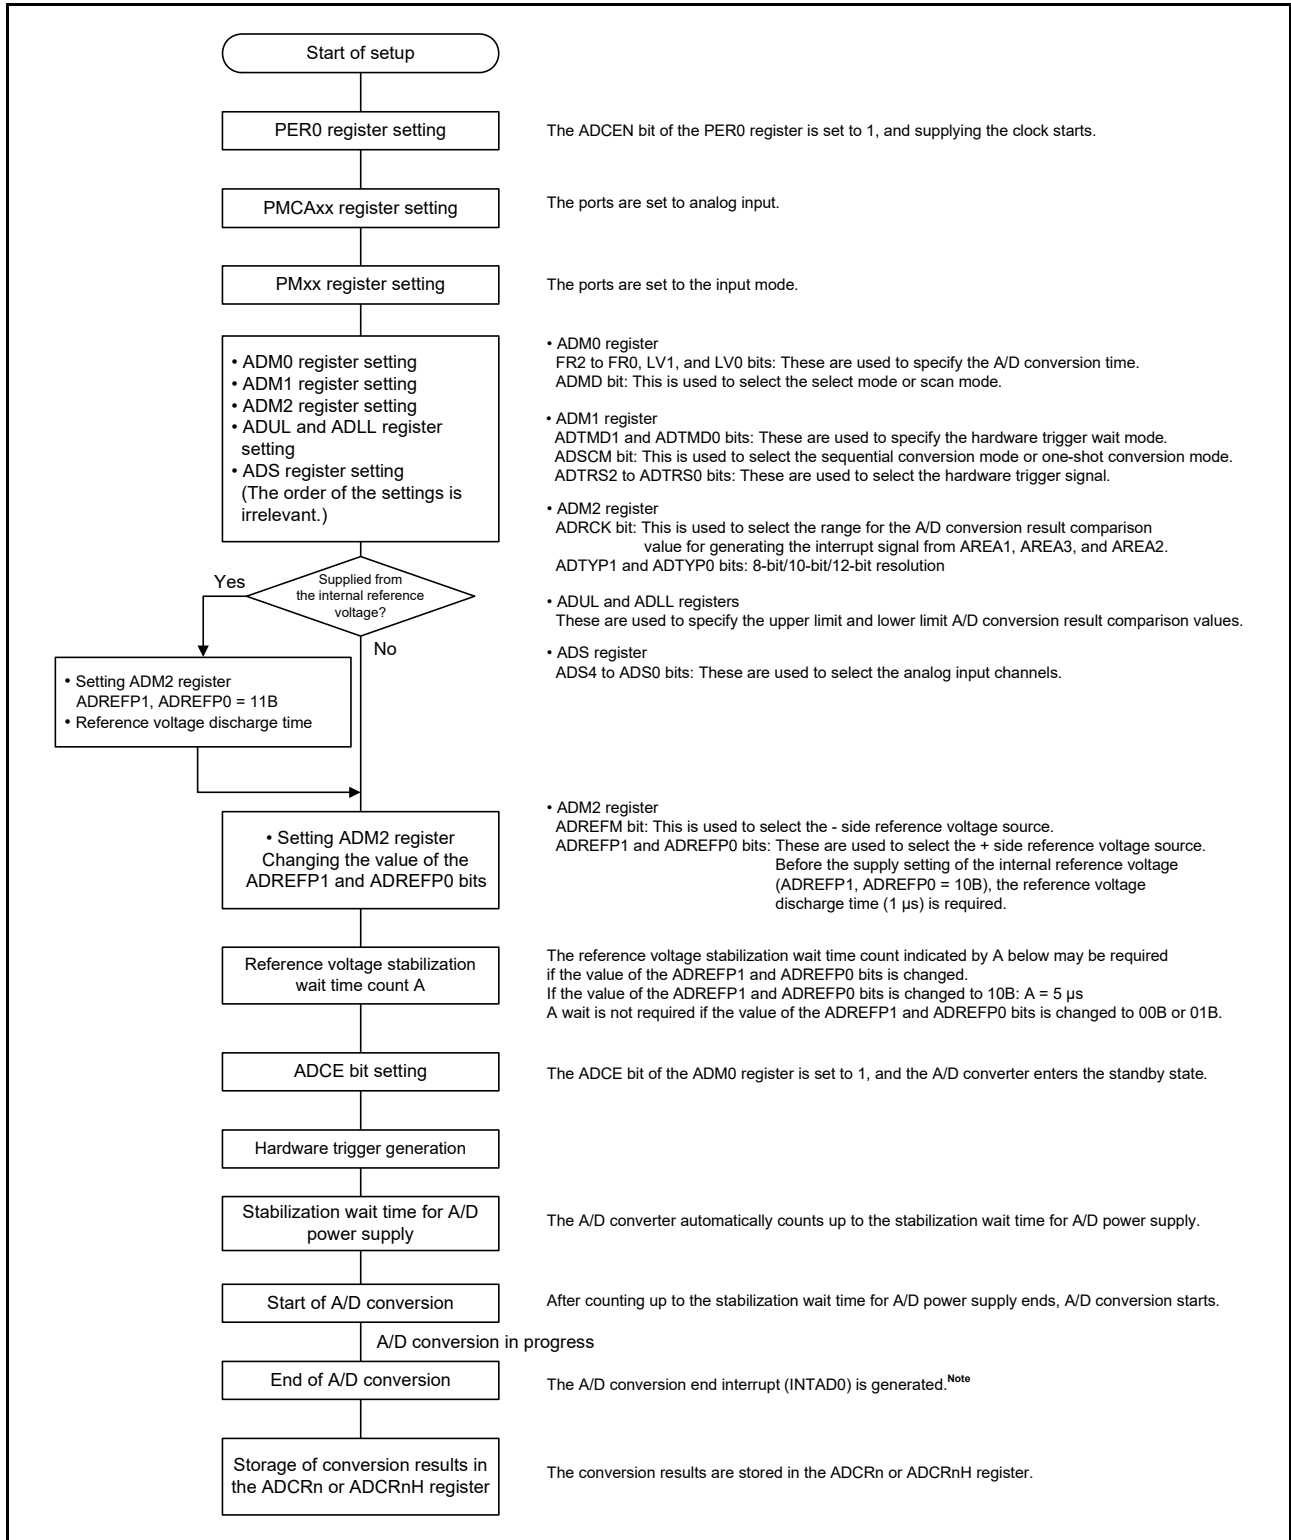 Start of setup
PER0 register setting
The ADCEN bit of the PER0 register is set to 1, and supplying the clock starts.
PMCAxx register setting
The ports are set to analog input.
PMxx register setting
The ports are set to the input mode.
• ADM0 register setting
• ADM1 register setting
• ADM2 register setting
• ADUL and ADLL register
setting
• ADS register setting
(The order of the settings is
irrelevant.)
• ADM0 register
FR2 to FR0, LV1, and LV0 bits: These are used to specify the A/D conversion time.
ADMD bit: This is used to select the select mode or scan mode.
• ADM1 register
ADTMD1 and ADTMD0 bits: These are used to specify the hardware trigger wait mode.
ADSCM bit: This is used to select the sequential conversion mode or one-shot conversion mode.
ADTRS2 to ADTRS0 bits: These are used to select the hardware trigger signal.
• ADM2 register
ADRCK bit: This is used to select the range for the A/D conversion result comparison
value for generating the interrupt signal from AREA1, AREA3, and AREA2.
ADTYP1 and ADTYP0 bits: 8-bit/10-bit/12-bit resolution
• ADUL and ADLL registers
These are used to specify the upper limit and lower limit A/D conversion result comparison values.
• ADS register
ADS4 to ADS0 bits: These are used to select the analog input channels.
Supplied from
the internal reference
voltage?
Yes
No
• Setting ADM2 register
ADREFP1, ADREFP0 = 11B
• Reference voltage discharge time
• Setting ADM2 register
Changing the value of the
ADREFP1 and ADREFP0 bits
• ADM2 register
ADREFM bit: This is used to select the - side reference voltage source.
ADREFP1 and ADREFP0 bits: These are used to select the + side reference voltage source.
Before the supply setting of the internal reference voltage
(ADREFP1, ADREFP0 = 10B), the reference voltage
discharge time (1 µs) is required.
Reference voltage stabilization
wait time count A
The reference voltage stabilization wait time count indicated by A below may be required
if the value of the ADREFP1 and ADREFP0 bits is changed.
If the value of the ADREFP1 and ADREFP0 bits is changed to 10B: A = 5 µs
A wait is not required if the value of the ADREFP1 and ADREFP0 bits is changed to 00B or 01B.
ADCE bit setting
The ADCE bit of the ADM0 register is set to 1, and the A/D converter enters the standby state.
Hardware trigger generation
Stabilization wait time for A/D
power supply
The A/D converter automatically counts up to the stabilization wait time for A/D power supply.
Start of A/D conversion
After counting up to the stabilization wait time for A/D power supply ends, A/D conversion starts.
A/D conversion in progress
End of A/D conversion
The A/D conversion end interrupt (INTAD0) is generated.Note
Storage of conversion results in
the ADCRn or ADCRnH register
The conversion results are stored in the ADCRn or ADCRnH register.